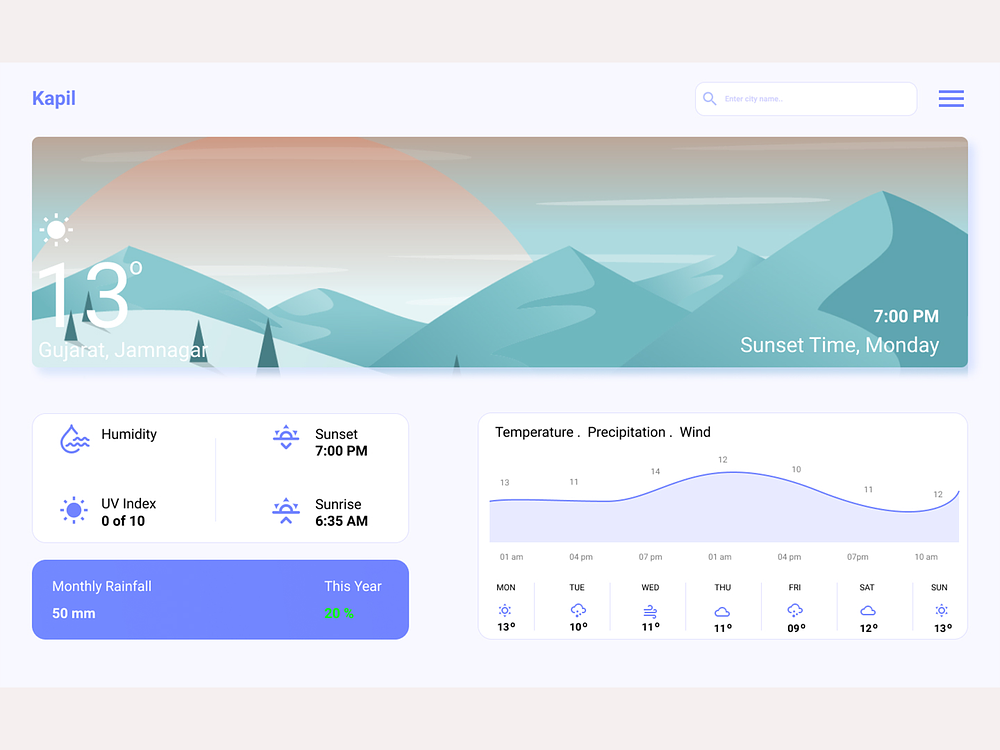 Kapil
Enter city name..
13°
Gujarat, Jamnagar
7:00 PM
Sunset Time, Monday
Humidity
Sunset
7:00 PM
UV Index
0 of 10
Sunrise
6:35 AM
Monthly Rainfall
This Year
50 mm
20 %
Temperature . Precipitation . Wind
13 11 14 12 10 11 12
01 am 04 pm 07 pm 01 am 04 pm 07pm 10 am
MON TUE WED THU FRI SAT SUN
13° 10° 11° 11° 09° 12° 13°